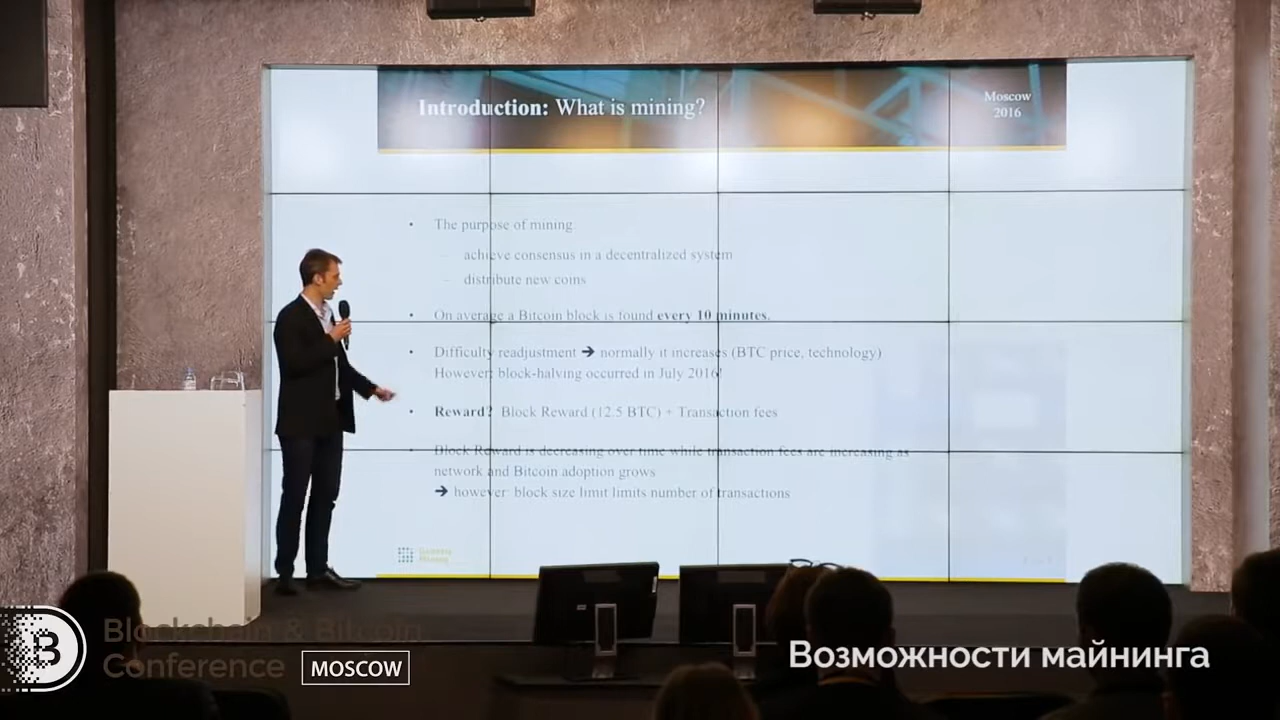 Introduction: What is mining?
Moscow
2016
• The purpose of mining:
– achieve consensus in a decentralized system
– distribute new coins
• On average a Bitcoin block is found every 10 minutes.
• Difficulty readjustment ➔ normally it increases (BTC price, technology)
However: block-halving occurred in July 2016!
• Reward? Block Reward (12.5 BTC) + Transaction fees
• Block Reward is decreasing over time while transaction fees are increasing as
network and Bitcoin adoption grows
➔ however: block size limit limits number of transactions
Genesis
Mining
B
Blockchain & Bitcoin
Conference
MOSCOW
Возможности майнинга